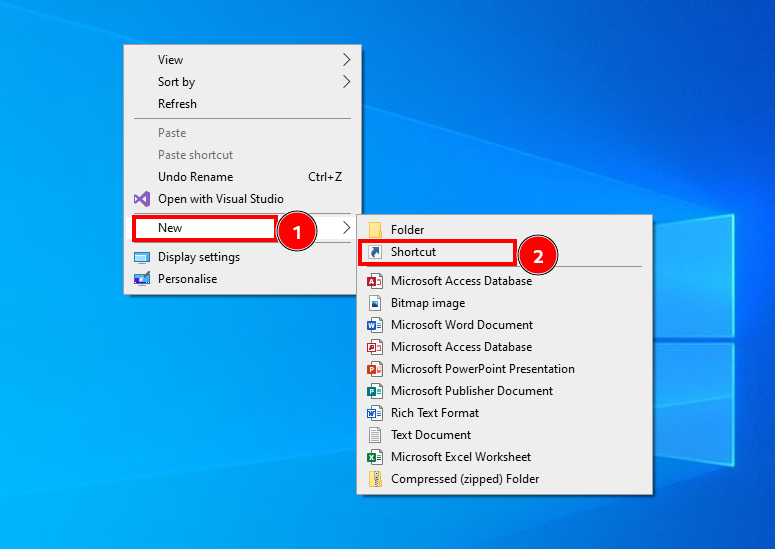 View
Sort by
Refresh
Paste
Paste shortcut
Undo Rename Ctrl+Z
Open with Visual Studio
New 1
Display settings
Personalise
Folder
Shortcut 2
Microsoft Access Database
Bitmap image
Microsoft Word Document
Microsoft Access Database
Microsoft PowerPoint Presentation
Microsoft Publisher Document
Rich Text Format
Text Document
Microsoft Excel Worksheet
Compressed (zipped) Folder